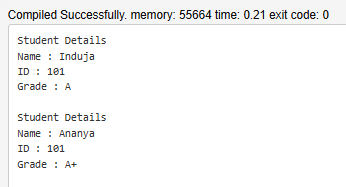 Compiled Successfully. memory: 55664 time: 0.21 exit code: 0
Student Details
Name : Induja
ID : 101
Grade : A
Student Details
Name : Ananya
ID : 101
Grade : A+